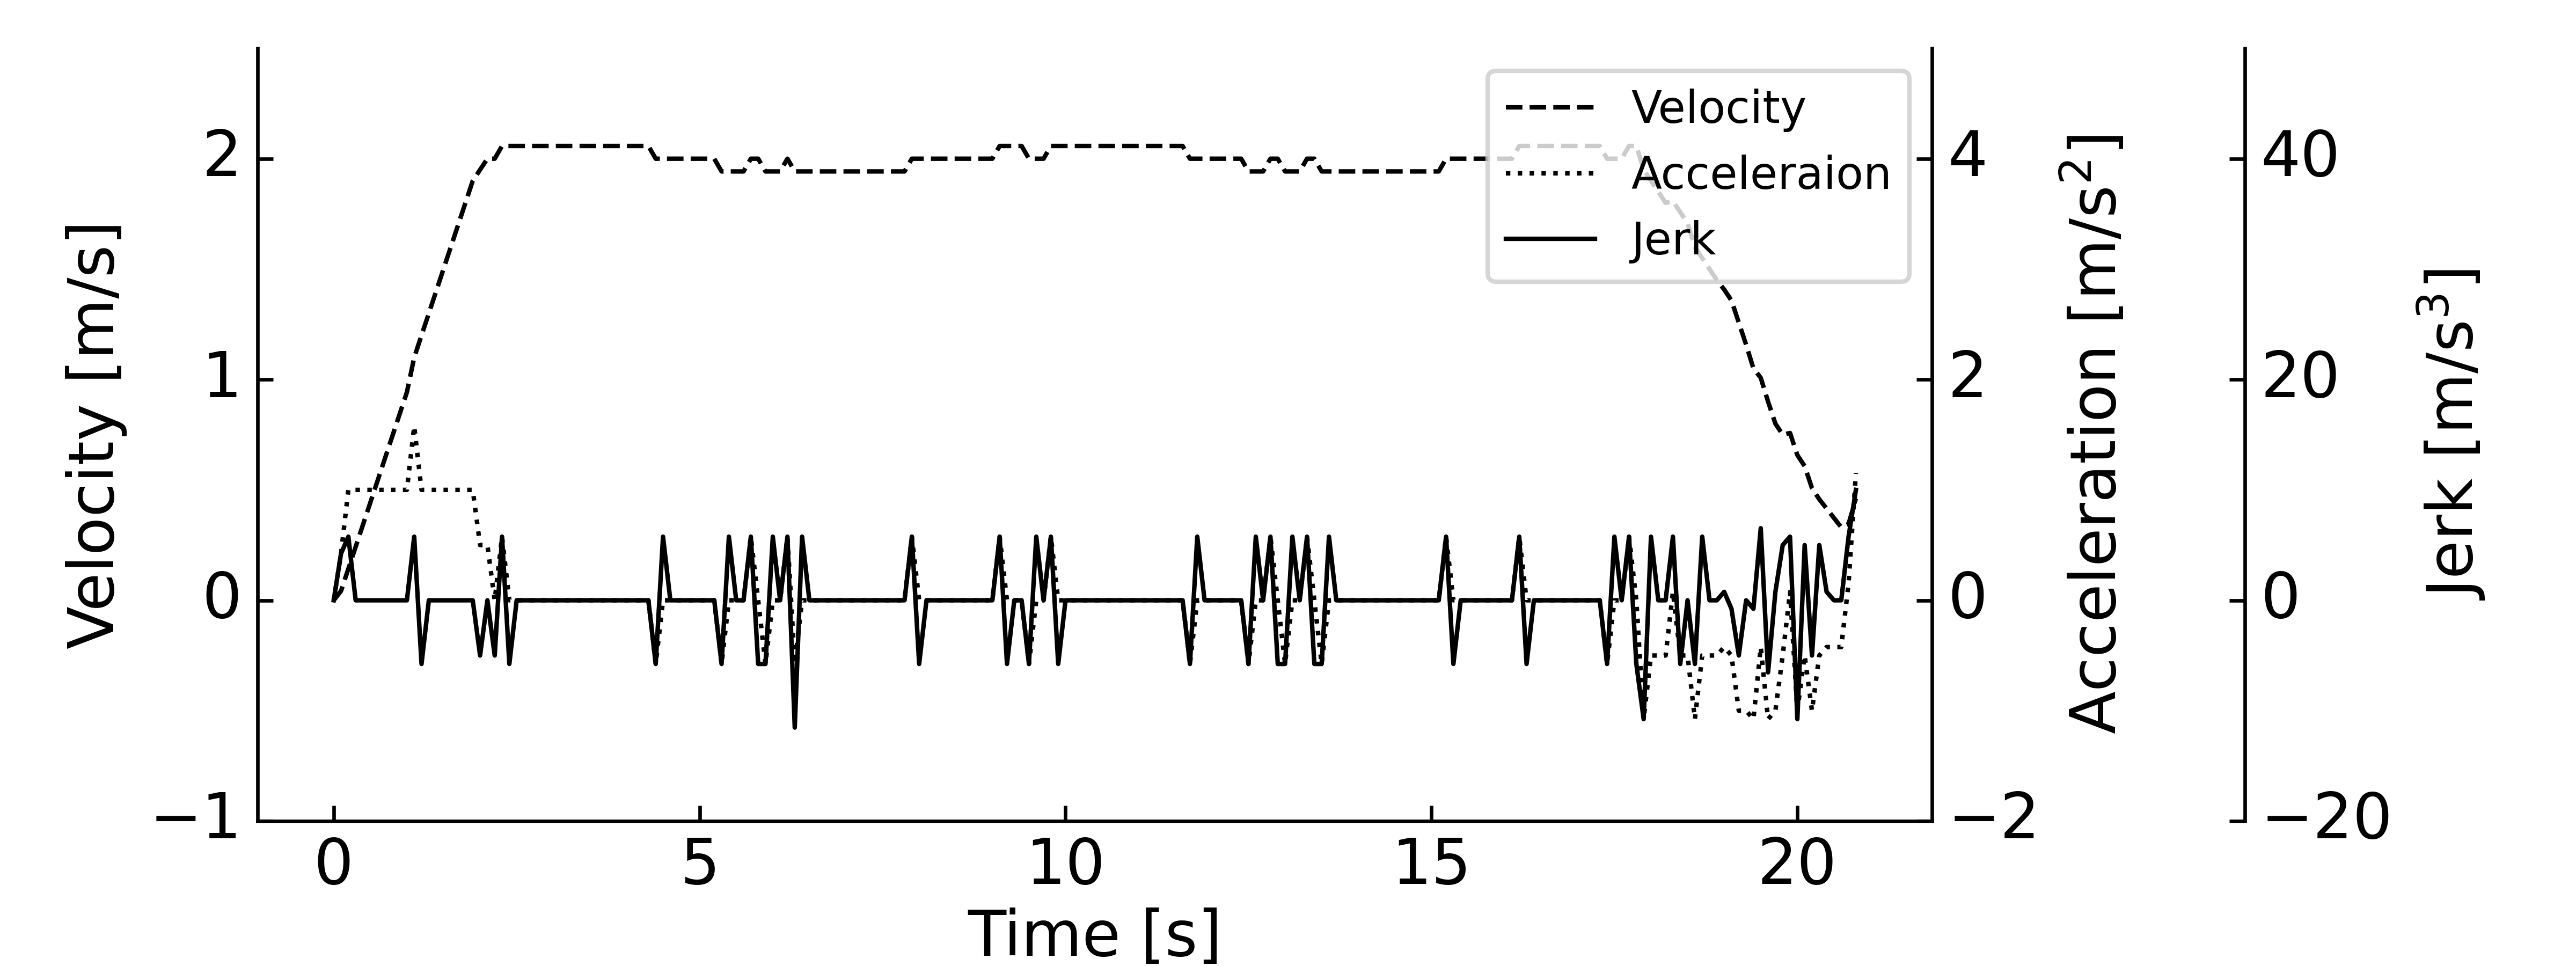 Velocity [m/s]
2
1
0
−1
0 5 10 15 20
Time [s]
Velocity
Acceleraion
Jerk
4
2
0
−2
Acceleration [m/s²]
40
20
0
−20
Jerk [m/s³]